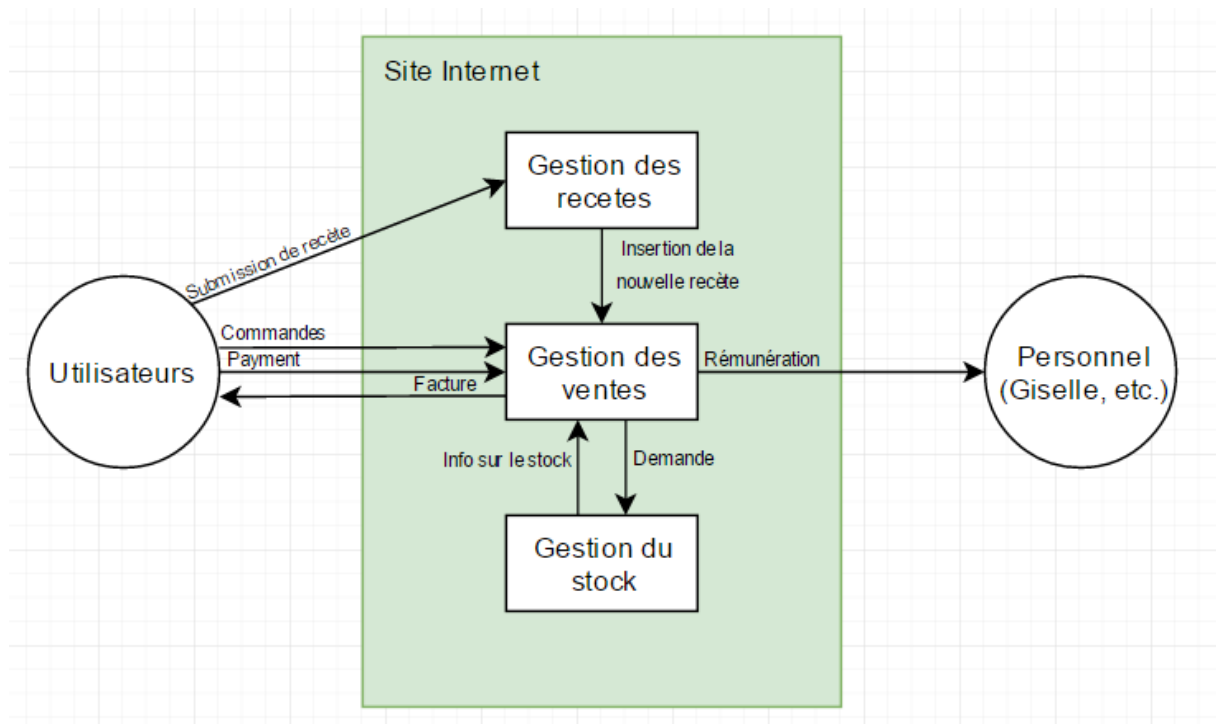 Site Internet
Gestion des
recetes
Submission de recète
Insertion de la
nouvelle recète
Utilisateurs
Commandes
Payment
Facture
Gestion des
ventes
Rémunération
Personnel
(Giselle, etc.)
Info sur le stock
Demande
Gestion du
stock